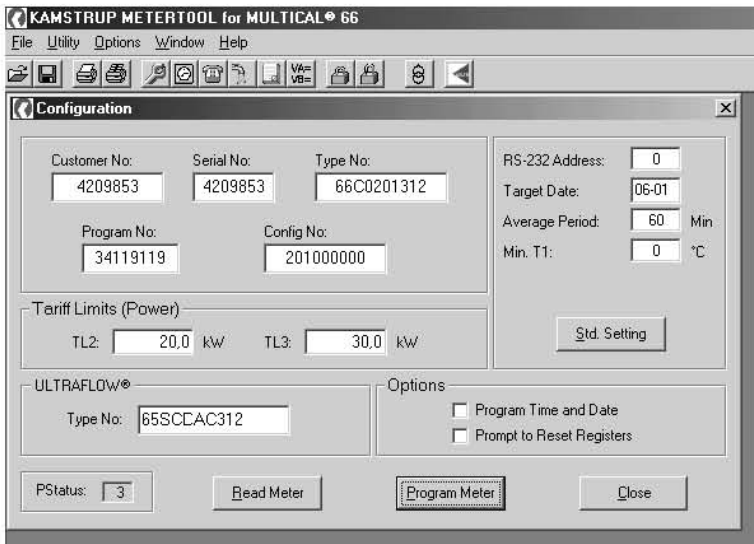 KAMSTRUP METERTOOL for MULTICAL® 66
File Utility Options Window Help
VA=
VB=
Configuration
Customer No: Serial No: Type No:
4209853 4209853 66C0201312
Program No: Config No:
34119119 201000000
RS-232 Address: 0
Target Date: 06-01
Average Period: 60 Min
Min. T1: 0 °C
Std. Setting
Tariff Limits (Power)
TL2: 20,0 kW TL3: 30,0 kW
ULTRAFLOW®
Type No: 65SCDAC312
Options
Program Time and Date
Prompt to Reset Registers
PStatus: 3 Read Meter Program Meter Close